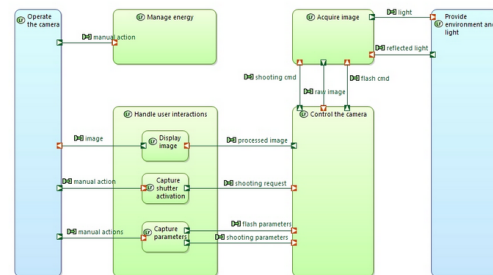 Operate
the camera
Manage energy
Acquire image
Provide
environment and
light
light
manual action
reflected light
shooting cmd
flash cmd
raw image
Handle user interactions
Control the camera
image
Display
image
processed image
manual action
Capture
shutter
activation
shooting request
manual actions
Capture
parameters
flash parameters
shooting parameters